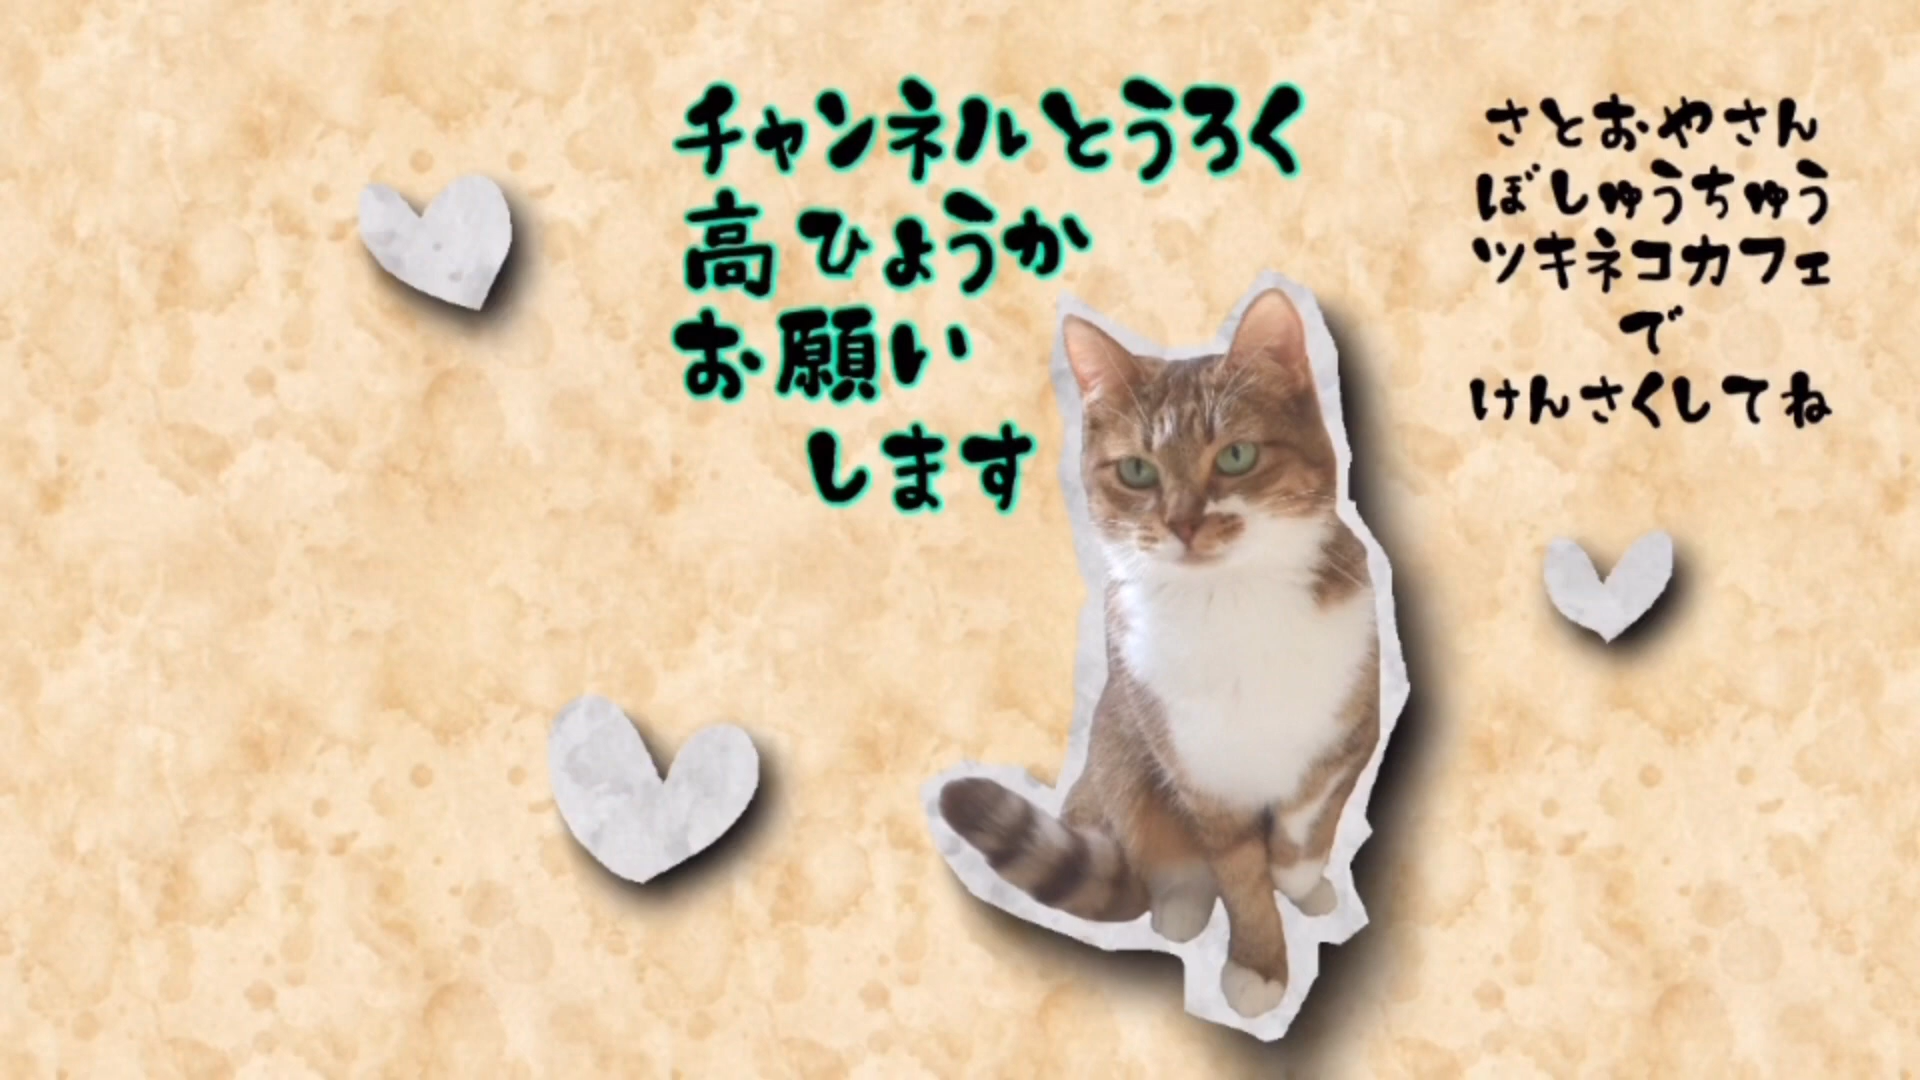 チャンネルとうろく
高ひょうか
お願い
します
さとおやさん
ぼしゅうちゅう
ツキネコカフェ
で
けんさくしてね